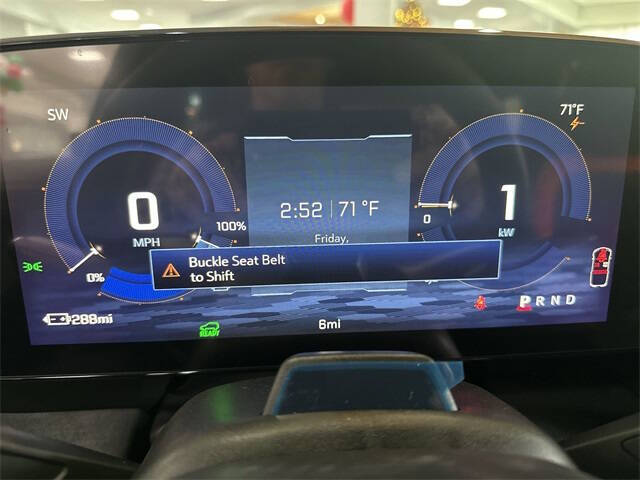 SW
71°F
0
MPH
100%
0%
2:52 | 71 °F
Friday,
0
1
kW
Buckle Seat Belt
to Shift
P R N D
288mi
READY
6mi